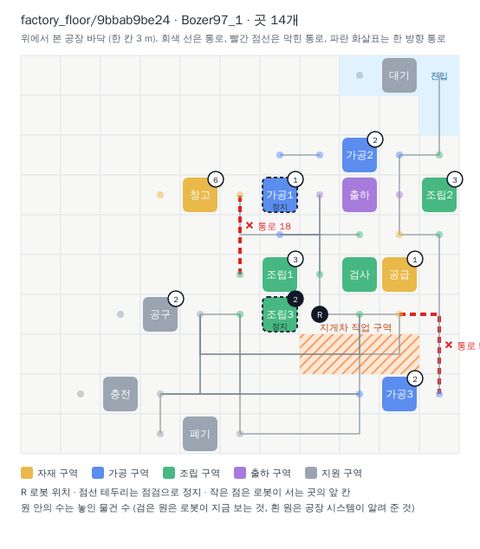 factory_floor/9bbab9be24 · Bozer97_1 · 곳 14개
위에서 본 공장 바닥 (한 칸 3 m). 회색 선은 통로, 빨간 점선은 막힌 통로, 파란 화살표는 한 방향 통로
대기
진입
2
가공2
6
창고
1
가공1
정지
출하
3
조립2
✕ 통로 18
3
조립1
검사
1
공급
2
공구
2
조립3
정지
R
지게차 작업 구역
✕ 통로
충전
2
가공3
폐기
자재 구역 가공 구역 조립 구역 출하 구역 지원 구역
R 로봇 위치 · 점선 테두리는 점검으로 정지 · 작은 점은 로봇이 서는 곳의 앞 칸
원 안의 수는 놓인 물건 수 (검은 원은 로봇이 지금 보는 것, 흰 원은 공장 시스템이 알려 준 것)